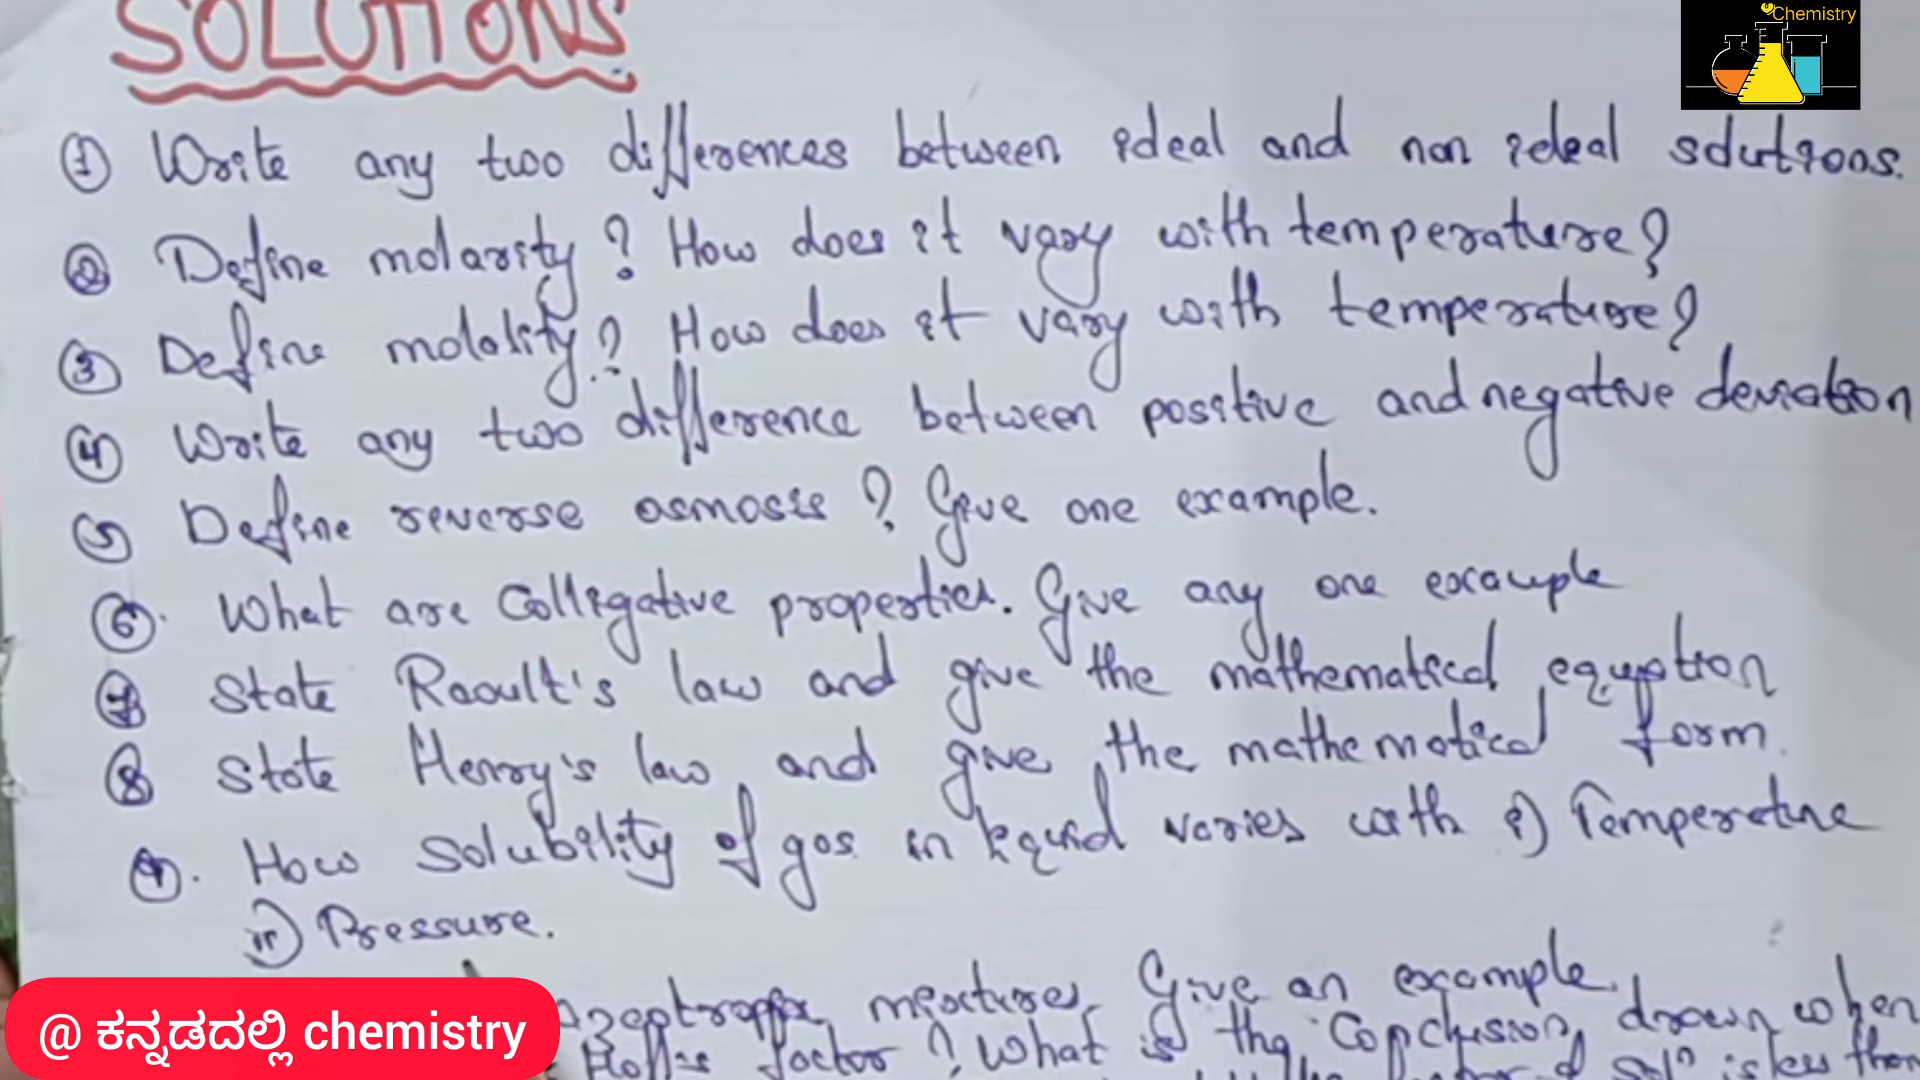 SOLUTIONS
Chemistry
① Write any two differences between ideal and non ideal solutions.
② Define molarity? How does it vary with temperature?
③ Define molality? How does it vary with temperature?
④ Write any two difference between positive and negative deviation
⑤ Define reverse osmosis? Give one example.
⑥. What are Colligative properties. Give any one example
⑦ State Raoult's law and give the mathematical equation
⑧ State Henry's law and give the mathematical form.
⑨. How solubility of gas in liquid varies with i) Temperature
ii) Pressure.
mixtures Give an example.
factor? What is the Conclusion drawn when
is less than
@ ಕನ್ನಡದಲ್ಲಿ chemistry